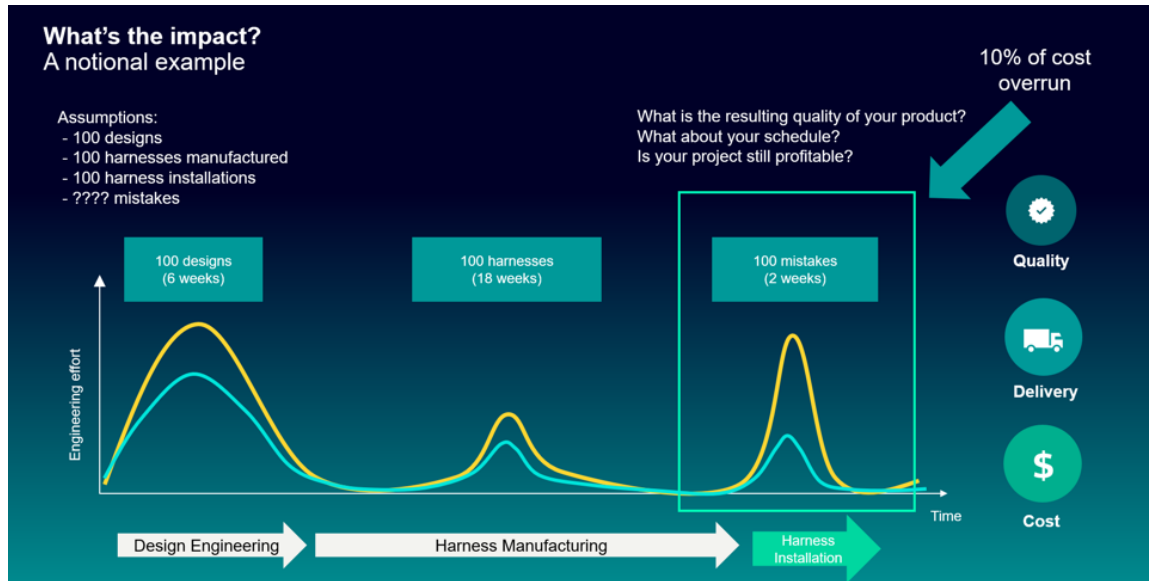 What's the impact?
A notional example
10% of cost
overrun
Assumptions:
- 100 designs
- 100 harnesses manufactured
- 100 harness installations
- ???? mistakes
What is the resulting quality of your product?
What about your schedule?
Is your project still profitable?
100 designs
(6 weeks)
100 harnesses
(18 weeks)
100 mistakes
(2 weeks)
Quality
Delivery
$
Cost
Engineering effort
Time
Design Engineering
Harness Manufacturing
Harness
Installation